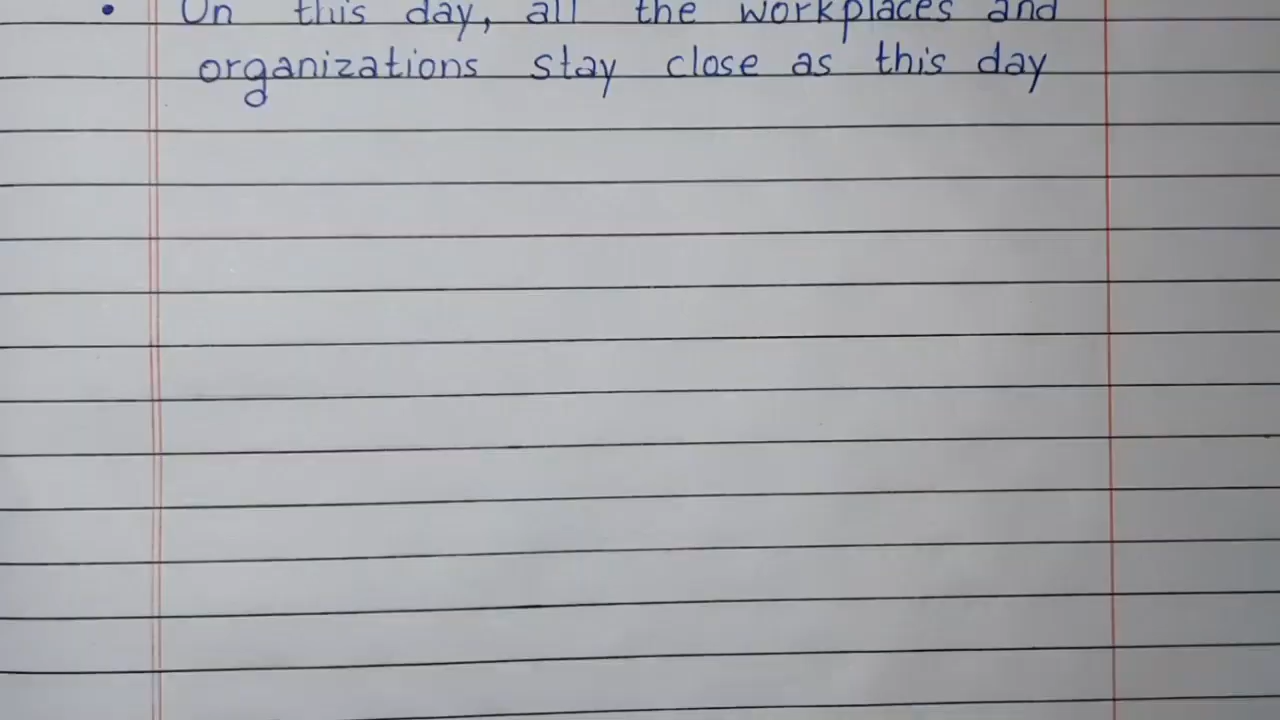 • On this day, all the workplaces and
organizations stay close as this day